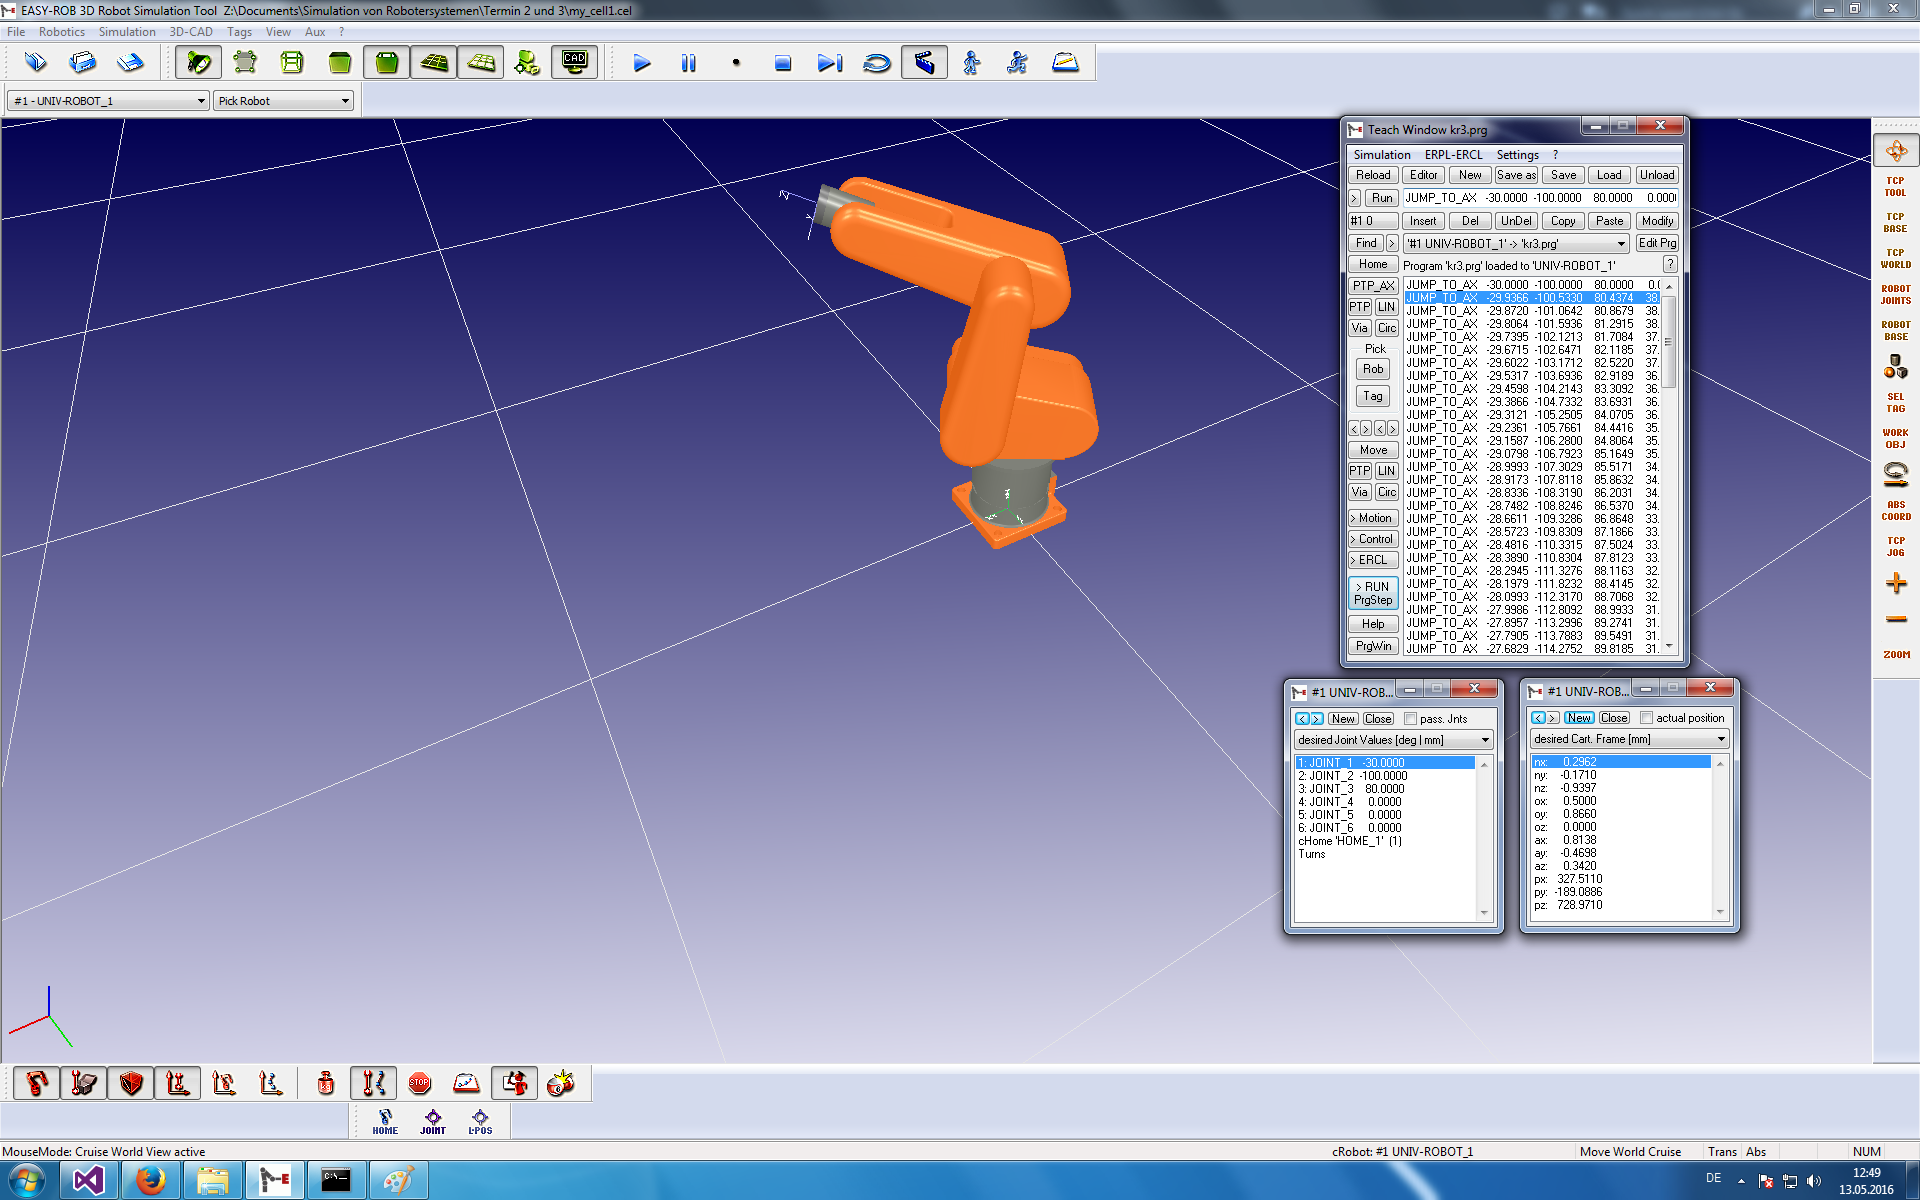 EASY-ROB 3D Robot Simulation Tool  Z:\Documents\Simulation von Robotersystemen\Termin 2 und 3\my_cell1.cel
File  Robotics  Simulation  3D-CAD  Tags  View  Aux  ?
CAD
#1 - UNIV-ROBOT_1  Pick Robot
Teach Window kr3.prg
Simulation  ERPL-ERCL  Settings  ?
Reload  Editor  New  Save as  Save  Load  Unload
>  Run  JUMP_TO_AX  -30.0000  -100.0000  80.0000  0.000
#1 0  Insert  Del  UnDel  Copy  Paste  Modify
Find  >  '#1 UNIV-ROBOT_1' -> 'kr3.prg'  Edit Prg
Home  Program 'kr3.prg' loaded to 'UNIV-ROBOT_1'  ?
PTP_AX
PTP  LIN
Via  Circ
Pick
Rob
Tag
<  >  <  >
Move
PTP  LIN
Via  Circ
> Motion
> Control
> ERCL
> RUN
PrgStep
Help
PrgWin
JUMP_TO_AX  -30.0000  -100.0000  80.0000  0.0
JUMP_TO_AX  -29.9366  -100.5330  80.4374  38.
JUMP_TO_AX  -29.8720  -101.0642  80.8679  38.
JUMP_TO_AX  -29.8064  -101.5936  81.2915  38.
JUMP_TO_AX  -29.7395  -102.1213  81.7084  37.
JUMP_TO_AX  -29.6715  -102.6471  82.1185  37.
JUMP_TO_AX  -29.6022  -103.1712  82.5220  37.
JUMP_TO_AX  -29.5317  -103.6936  82.9189  36.
JUMP_TO_AX  -29.4598  -104.2143  83.3092  36.
JUMP_TO_AX  -29.3866  -104.7332  83.6931  36.
JUMP_TO_AX  -29.3121  -105.2505  84.0705  36.
JUMP_TO_AX  -29.2361  -105.7661  84.4416  35.
JUMP_TO_AX  -29.1587  -106.2800  84.8064  35.
JUMP_TO_AX  -29.0798  -106.7923  85.1649  35.
JUMP_TO_AX  -28.9993  -107.3029  85.5171  34.
JUMP_TO_AX  -28.9173  -107.8118  85.8632  34.
JUMP_TO_AX  -28.8336  -108.3190  86.2031  34.
JUMP_TO_AX  -28.7482  -108.8246  86.5370  34.
JUMP_TO_AX  -28.6611  -109.3286  86.8648  33.
JUMP_TO_AX  -28.5723  -109.8309  87.1866  33.
JUMP_TO_AX  -28.4816  -110.3315  87.5024  33.
JUMP_TO_AX  -28.3890  -110.8304  87.8123  33.
JUMP_TO_AX  -28.2945  -111.3276  88.1163  32.
JUMP_TO_AX  -28.1979  -111.8232  88.4145  32.
JUMP_TO_AX  -28.0993  -112.3170  88.7068  32.
JUMP_TO_AX  -27.9986  -112.8092  88.9933  31.
JUMP_TO_AX  -27.8957  -113.2996  89.2741  31.
JUMP_TO_AX  -27.7905  -113.7883  89.5491  31.
JUMP_TO_AX  -27.6829  -114.2752  89.8185  31.
#1 UNIV-ROB...
<  >  New  Close  pass. Jnts
desired Joint Values [deg | mm]
1: JOINT_1  -30.0000
2: JOINT_2  -100.0000
3: JOINT_3  80.0000
4: JOINT_4  0.0000
5: JOINT_5  0.0000
6: JOINT_6  0.0000
cHome 'HOME_1' (1)
Turns
#1 UNIV-ROB...
<  >  New  Close  actual position
desired Cart. Frame [mm]
nx:  0.2962
ny:  -0.1710
nz:  -0.9397
ox:  0.5000
oy:  0.8660
oz:  0.0000
ax:  0.8138
ay:  -0.4698
az:  0.3420
px:  327.5110
py:  -189.0886
pz:  728.9710
TCP
TOOL
TCP
BASE
TCP
WORLD
ROBOT
JOINTS
ROBOT
BASE
SEL
TAG
WORK
OBJ
ABS
COORD
TCP
JOG
ZOOM
STOP
HOME  JOINT  L-POS
MouseMode: Cruise World View active  cRobot: #1 UNIV-ROBOT_1  Move World Cruise  Trans  Abs  NUM
DE
12:49
13.05.2016